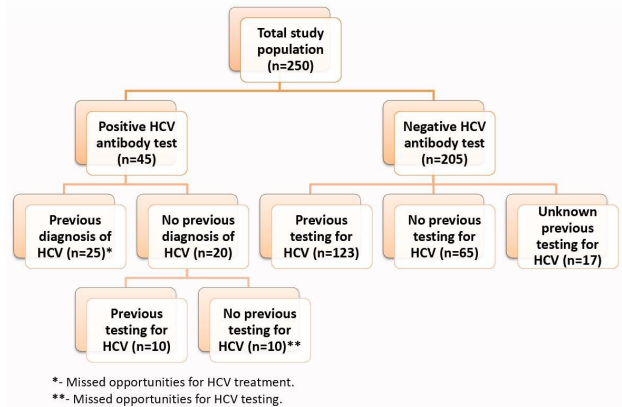 Total study
population
(n=250)
Positive HCV
antibody test
(n=45)
Negative HCV
antibody test
(n=205)
Previous
diagnosis of
HCV (n=25)*
No previous
diagnosis of
HCV (n=20)
Previous
testing for
HCV (n=123)
No previous
testing for
HCV (n=65)
Unknown
previous
testing for
HCV (n=17)
Previous
testing for
HCV (n=10)
No previous
testing for
HCV (n=10)**
*- Missed opportunities for HCV treatment.
**- Missed opportunities for HCV testing.